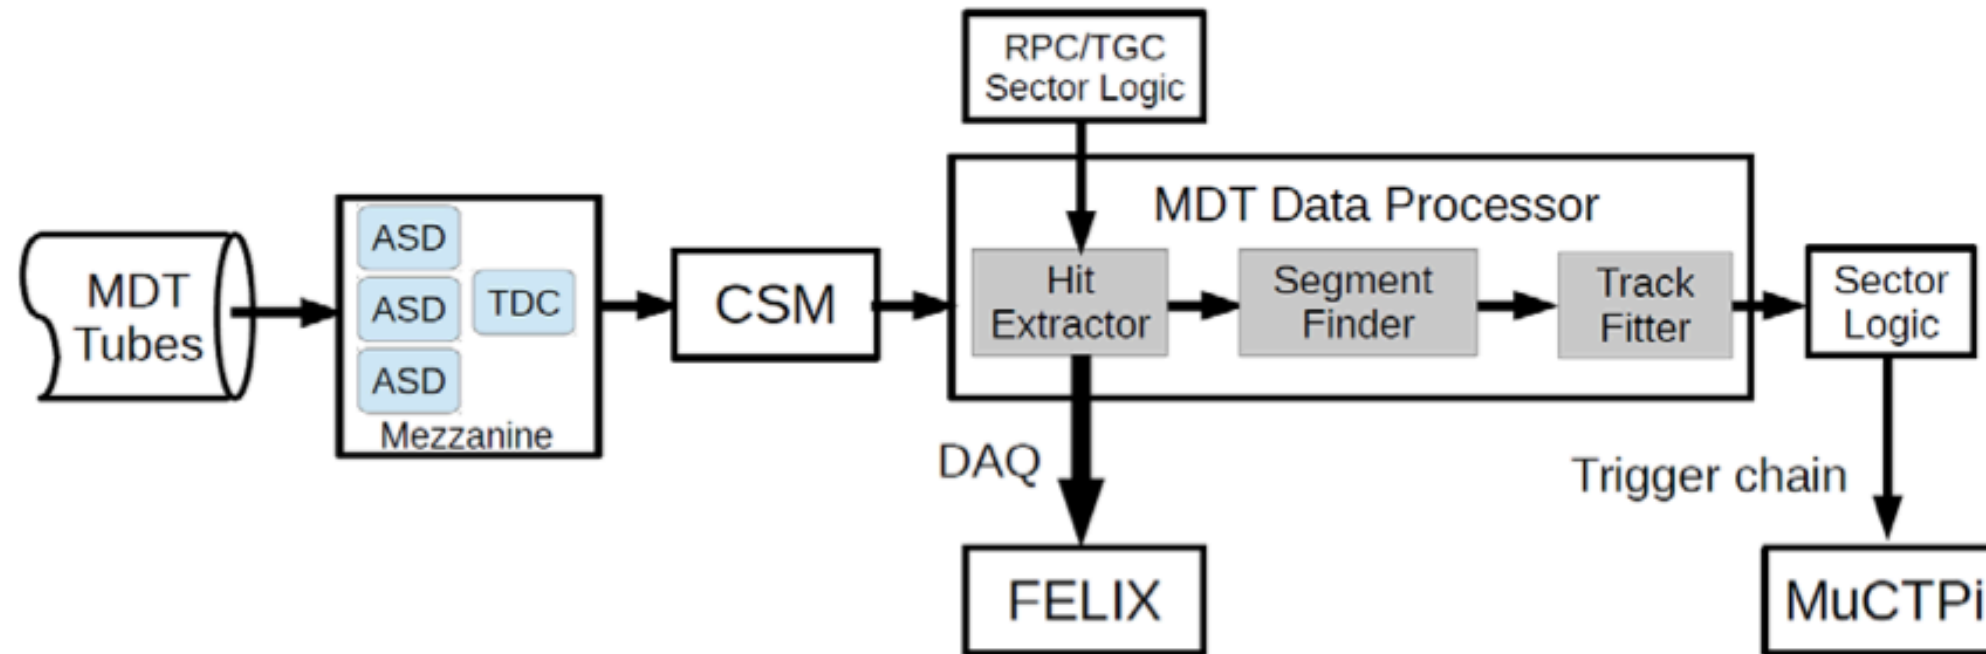 RPC/TGC
Sector Logic
MDT Data Processor
MDT
Tubes
ASD
ASD
ASD
TDC
Mezzanine
CSM
Hit
Extractor
Segment
Finder
Track
Fitter
Sector
Logic
DAQ
Trigger chain
FELIX
MuCTPi